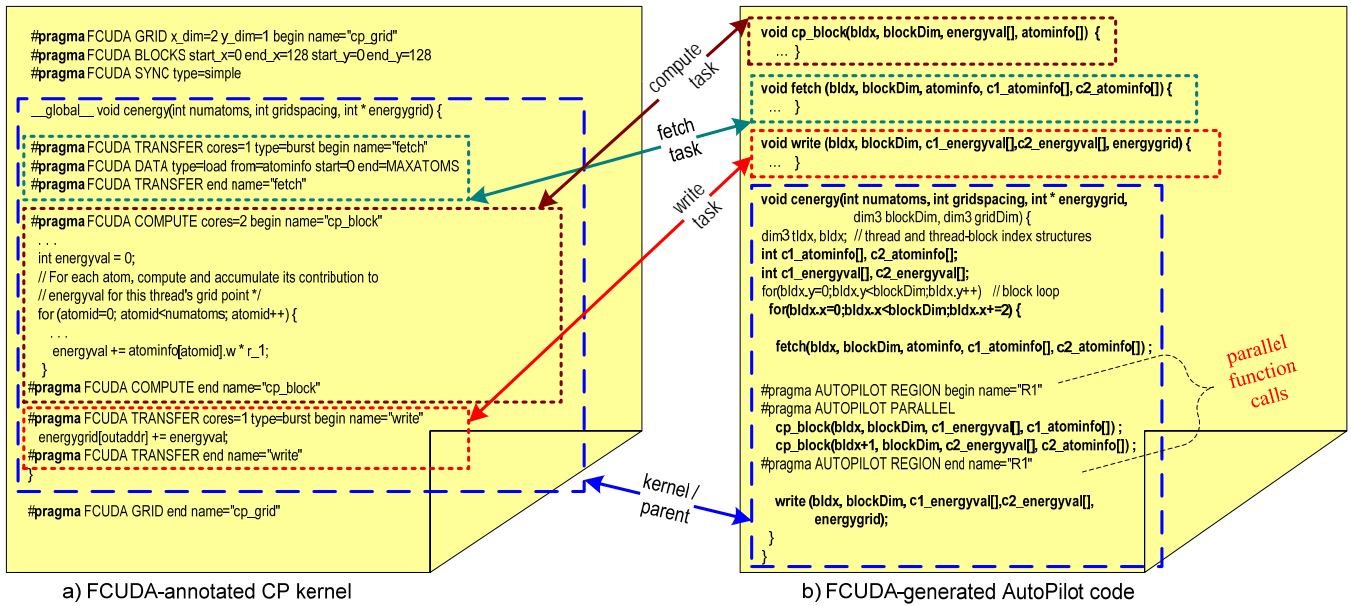 #pragma FCUDA GRID x_dim=2 y_dim=1 begin name="cp_grid"
#pragma FCUDA BLOCKS start_x=0 end_x=128 start_y=0 end_y=128
#pragma FCUDA SYNC type=simple
__global__ void cenergy(int numatoms, int gridspacing, int * energygrid) {
#pragma FCUDA TRANSFER cores=1 type=burst begin name="fetch"
#pragma FCUDA DATA type=load from=atominfo start=0 end=MAXATOMS
#pragma FCUDA TRANSFER end name="fetch"
#pragma FCUDA COMPUTE cores=2 begin name="cp_block"
. . .
int energyval = 0;
// For each atom, compute and accumulate its contribution to
// energyval for this thread's grid point */
for (atomid=0; atomid<numatoms; atomid++) {
. . .
energyval += atominfo[atomid].w * r_1;
}
#pragma FCUDA COMPUTE end name="cp_block"
#pragma FCUDA TRANSFER cores=1 type=burst begin name="write"
energygrid[outaddr] += energyval;
#pragma FCUDA TRANSFER end name="write"
}
#pragma FCUDA GRID end name="cp_grid"
a) FCUDA-annotated CP kernel
compute
task
fetch
task
write
task
kernel /
parent
void cp_block(bIdx, blockDim, energyval[], atominfo[]) {
... }
void fetch (bIdx, blockDim, atominfo, c1_atominfo[], c2_atominfo[]) {
... }
void write (bIdx, blockDim, c1_energyval[],c2_energyval[], energygrid) {
... }
void cenergy(int numatoms, int gridspacing, int * energygrid,
dim3 blockDim, dim3 gridDim) {
dim3 tIdx, bIdx; // thread and thread-block index structures
int c1_atominfo[], c2_atominfo[];
int c1_energyval[], c2_energyval[];
for(bIdx.y=0;bIdx.y<blockDim;bIdx.y++) // block loop
for(bIdx.x=0;bIdx.x<blockDim;bIdx.x+=2) {
fetch(bIdx, blockDim, atominfo, c1_atominfo[], c2_atominfo[]) ;
#pragma AUTOPILOT REGION begin name="R1"
#pragma AUTOPILOT PARALLEL
cp_block(bIdx, blockDim, c1_energyval[], c1_atominfo[]) ;
cp_block(bIdx+1, blockDim, c2_energyval[], c2_atominfo[]) ;
#pragma AUTOPILOT REGION end name="R1"
write (bIdx, blockDim, c1_energyval[],c2_energyval[],
energygrid);
}
}
parallel
function
calls
b) FCUDA-generated AutoPilot code